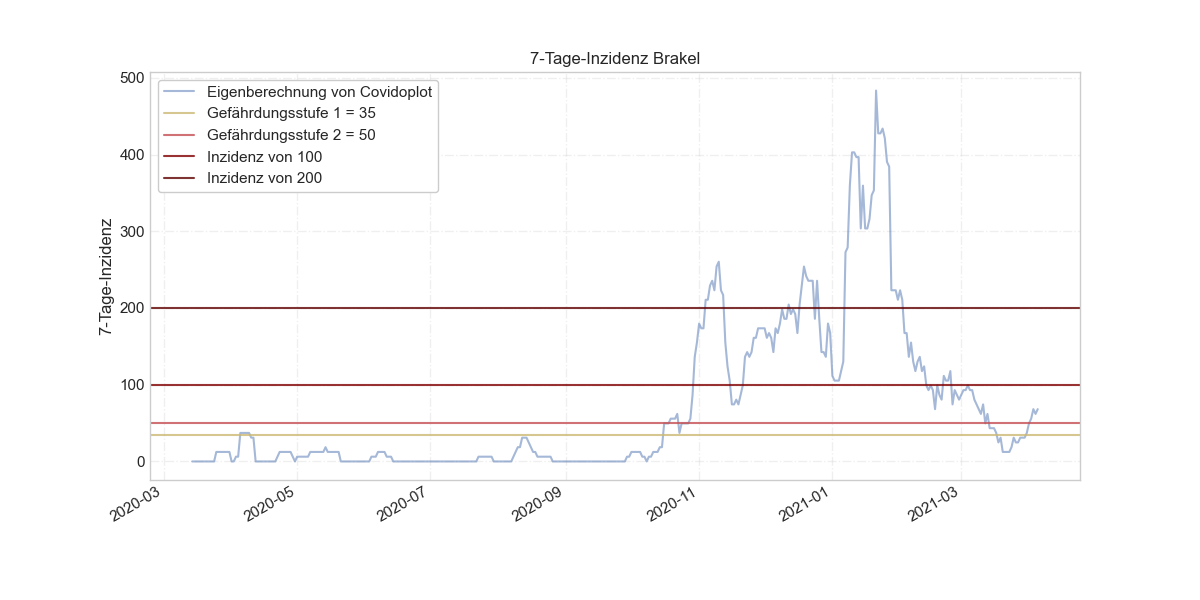 7-Tage-Inzidenz Brakel
Eigenberechnung von Covidoplot
Gefährdungsstufe 1 = 35
Gefährdungsstufe 2 = 50
Inzidenz von 100
Inzidenz von 200
7-Tage-Inzidenz
500
400
300
200
100
0
2020-03
2020-05
2020-07
2020-09
2020-11
2021-01
2021-03